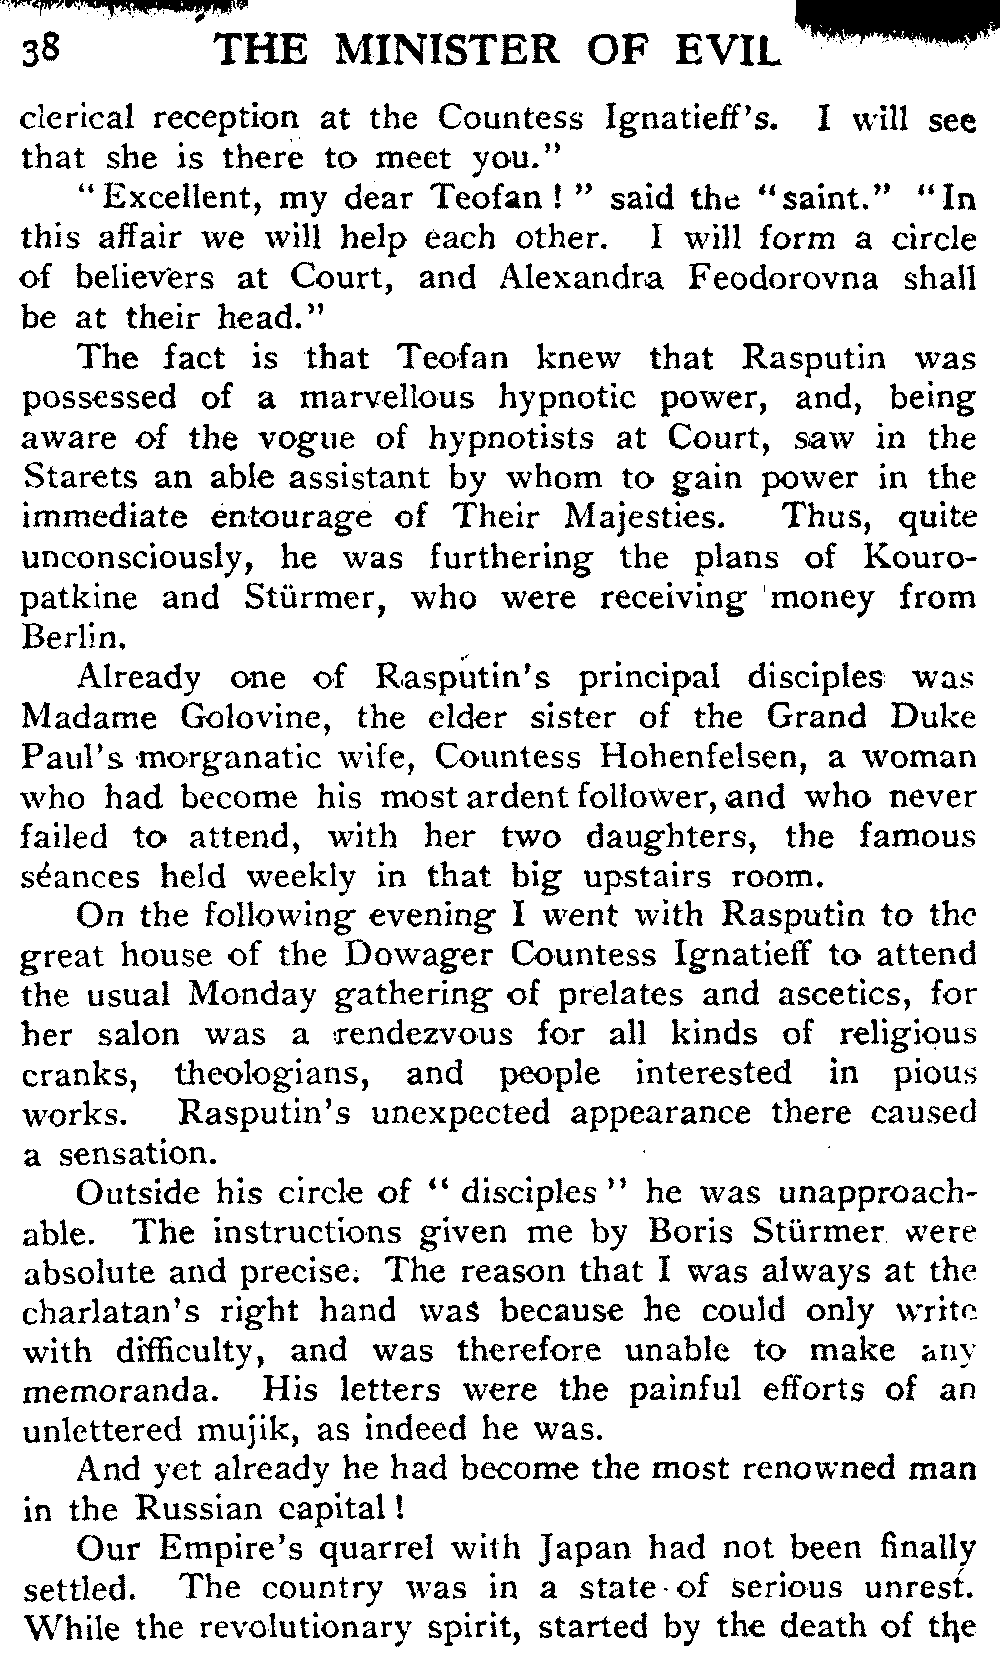 38 THE MINISTER OF EVIL
clerical reception at the Countess Ignatieff's. I will see
that she is there to meet you."
"Excellent, my dear Teofan!" said the "saint." "In
this affair we will help each other. I will form a circle
of believers at Court, and Alexandra Feodorovna shall
be at their head."
The fact is that Teofan knew that Rasputin was
possessed of a marvellous hypnotic power, and, being
aware of the vogue of hypnotists at Court, saw in the
Starets an able assistant by whom to gain power in the
immediate entourage of Their Majesties. Thus, quite
unconsciously, he was furthering the plans of Kouro-
patkine and Stürmer, who were receiving money from
Berlin.
Already one of Rasputin's principal disciples was
Madame Golovine, the elder sister of the Grand Duke
Paul's morganatic wife, Countess Hohenfelsen, a woman
who had become his most ardent follower, and who never
failed to attend, with her two daughters, the famous
séances held weekly in that big upstairs room.
On the following evening I went with Rasputin to the
great house of the Dowager Countess Ignatieff to attend
the usual Monday gathering of prelates and ascetics, for
her salon was a rendezvous for all kinds of religious
cranks, theologians, and people interested in pious
works. Rasputin's unexpected appearance there caused
a sensation.
Outside his circle of "disciples" he was unapproach-
able. The instructions given me by Boris Stürmer were
absolute and precise. The reason that I was always at the
charlatan's right hand was because he could only write
with difficulty, and was therefore unable to make any
memoranda. His letters were the painful efforts of an
unlettered mujik, as indeed he was.
And yet already he had become the most renowned man
in the Russian capital!
Our Empire's quarrel with Japan had not been finally
settled. The country was in a state of serious unrest.
While the revolutionary spirit, started by the death of the